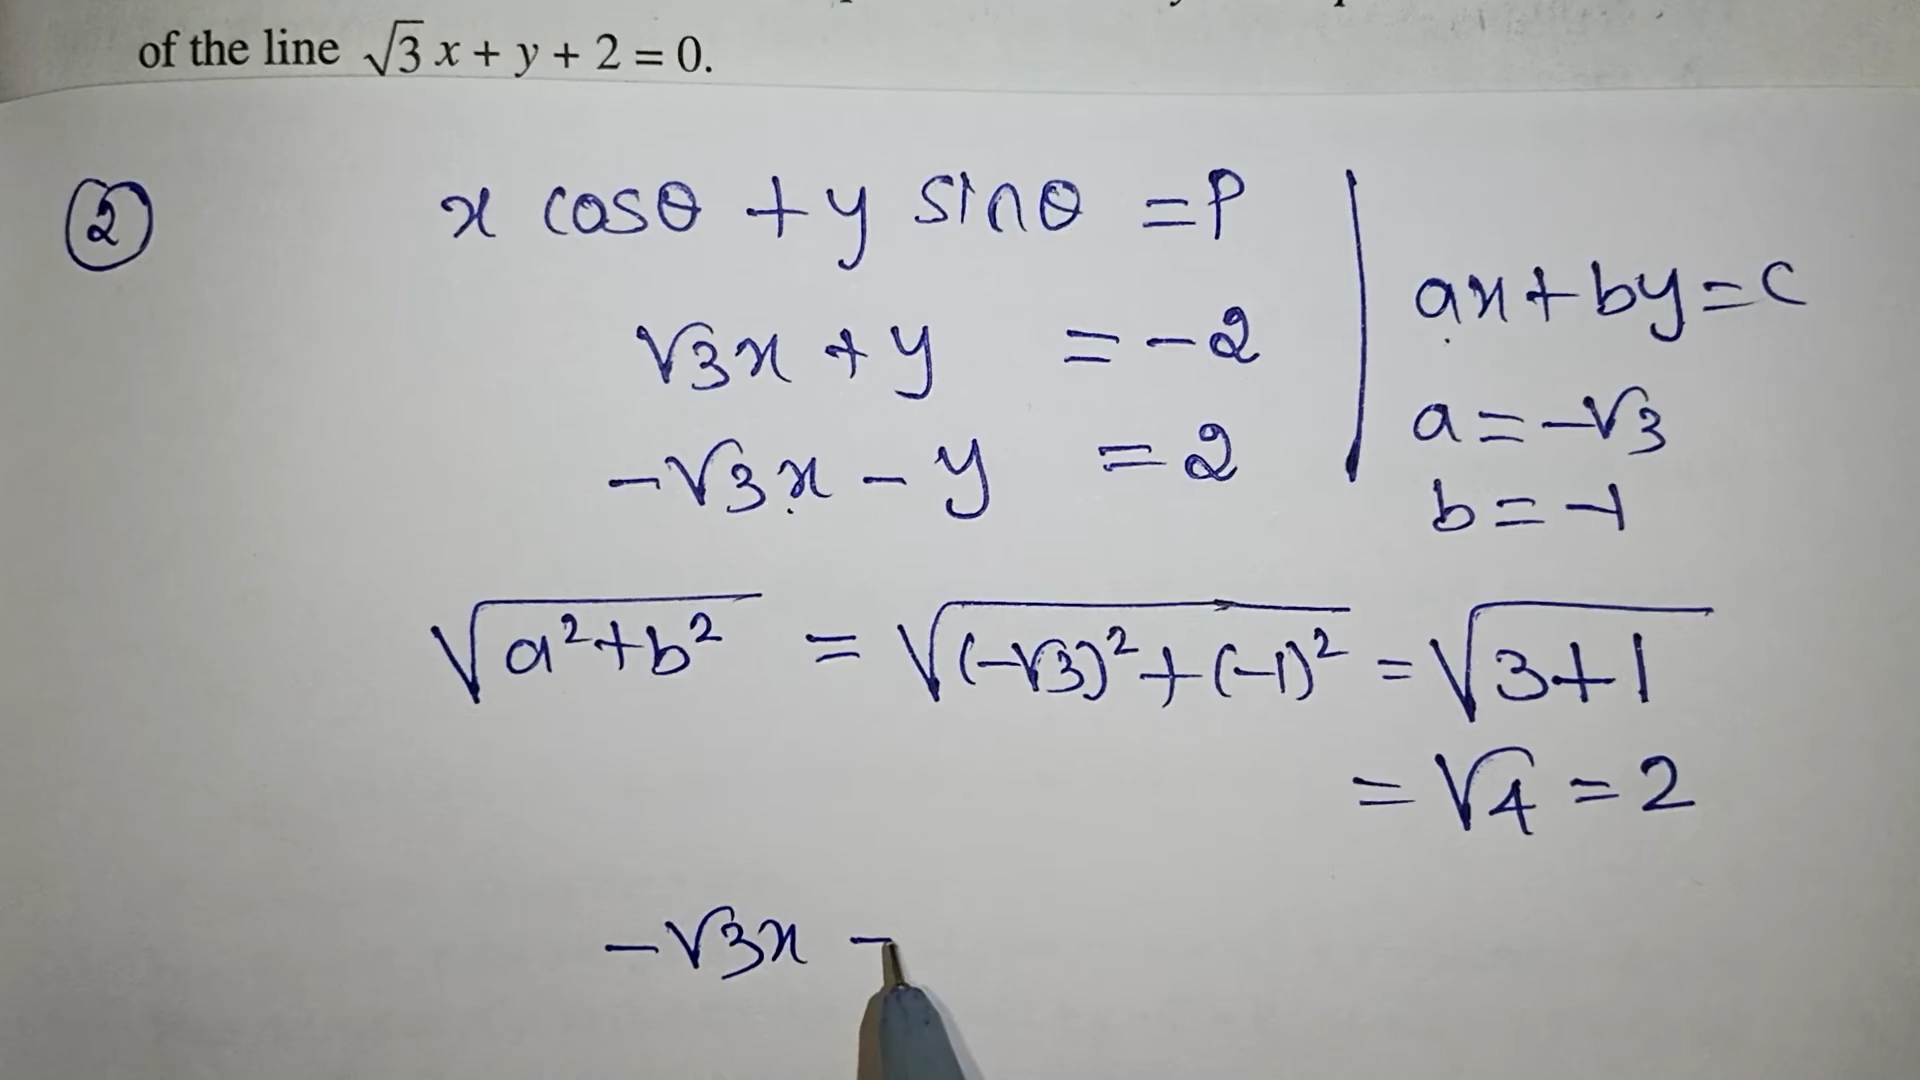 of the line √3 x + y + 2 = 0.
② x cosθ + y sinθ = P
√3x + y = -2
-√3x - y = 2
ax + by = c
a = -√3
b = -1
√(a²+b²) = √((-√3)²+(-1)²) = √(3+1)
= √4 = 2
-√3x -